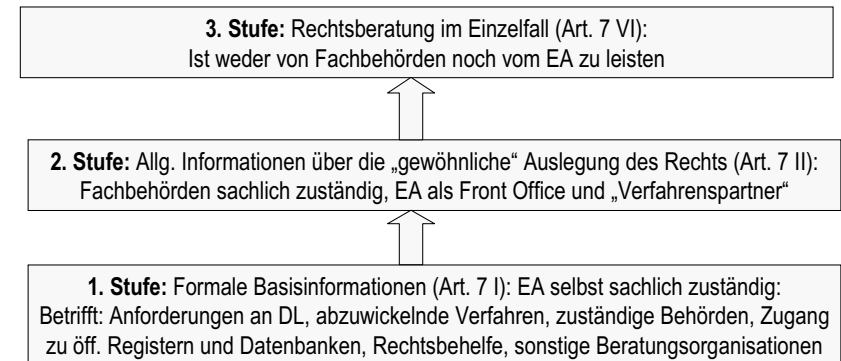 3. Stufe: Rechtsberatung im Einzelfall (Art. 7 VI):
Ist weder von Fachbehörden noch vom EA zu leisten
2. Stufe: Allg. Informationen über die „gewöhnliche“ Auslegung des Rechts (Art. 7 II):
Fachbehörden sachlich zuständig, EA als Front Office und „Verfahrenspartner“
1. Stufe: Formale Basisinformationen (Art. 7 I): EA selbst sachlich zuständig:
Betrifft: Anforderungen an DL, abzuwickelnde Verfahren, zuständige Behörden, Zugang
zu öff. Registern und Datenbanken, Rechtsbehelfe, sonstige Beratungsorganisationen